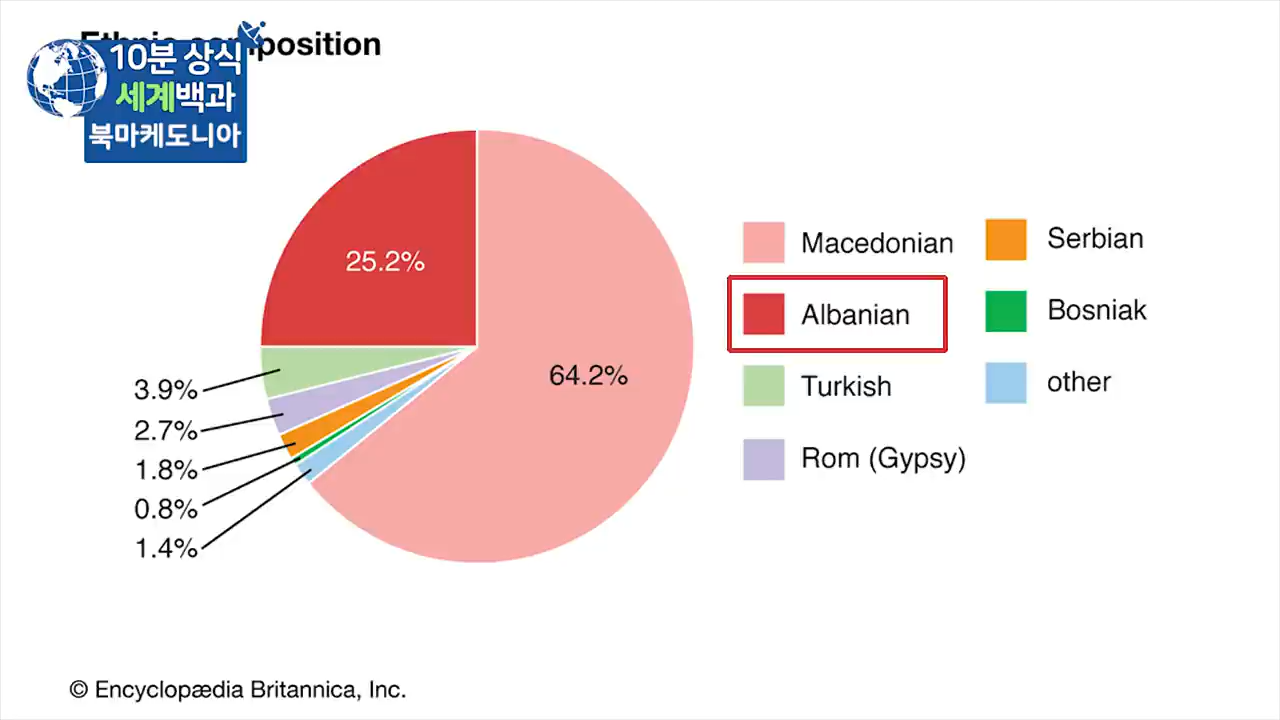 composition
10분 상식
세계백과
북마케도니아
25.2%
64.2%
3.9%
2.7%
1.8%
0.8%
1.4%
Macedonian
Albanian
Turkish
Rom (Gypsy)
Serbian
Bosniak
other
© Encyclopædia Britannica, Inc.